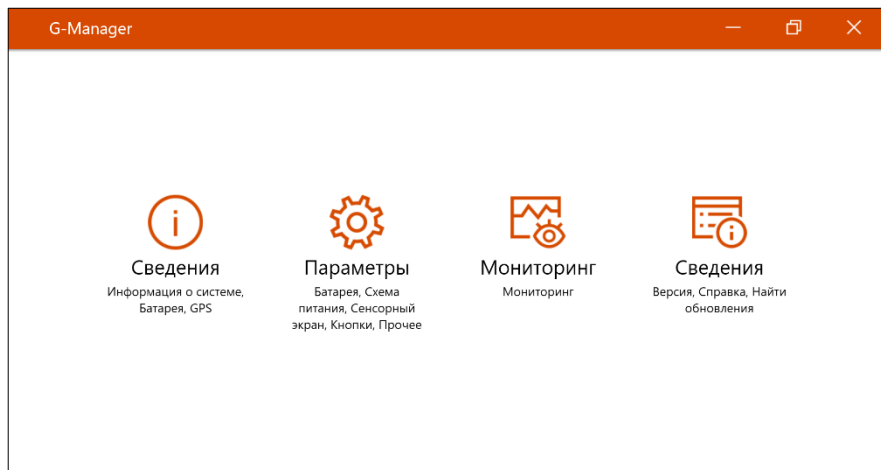 G-Manager
Сведения
Информация о системе,
Батарея, GPS
Параметры
Батарея, Схема
питания, Сенсорный
экран, Кнопки, Прочее
Мониторинг
Мониторинг
Сведения
Версия, Справка, Найти
обновления